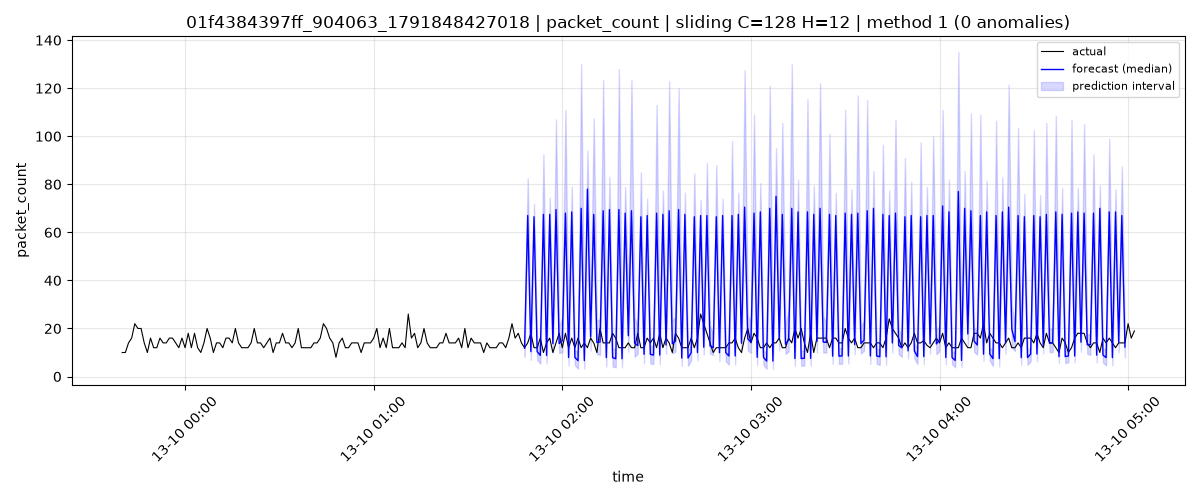 01f4384397ff_904063_1791848427018 | packet_count | sliding C=128 H=12 | method 1 (0 anomalies)
actual
forecast (median)
prediction interval
packet_count
140
120
100
80
60
40
20
0
13-10 00:00
13-10 01:00
13-10 02:00
13-10 03:00
13-10 04:00
13-10 05:00
time